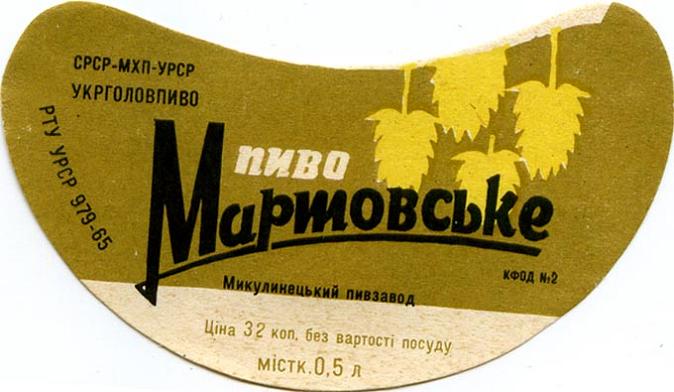 СРСР-МХП-УРСР
УКРГОЛОВПИВО
РТУ УРСР 979-65
пиво
Мартовське
КФОД №2
Микулинецький пивзавод
Ціна 32 коп. без вартості посуду
містк. 0,5 л